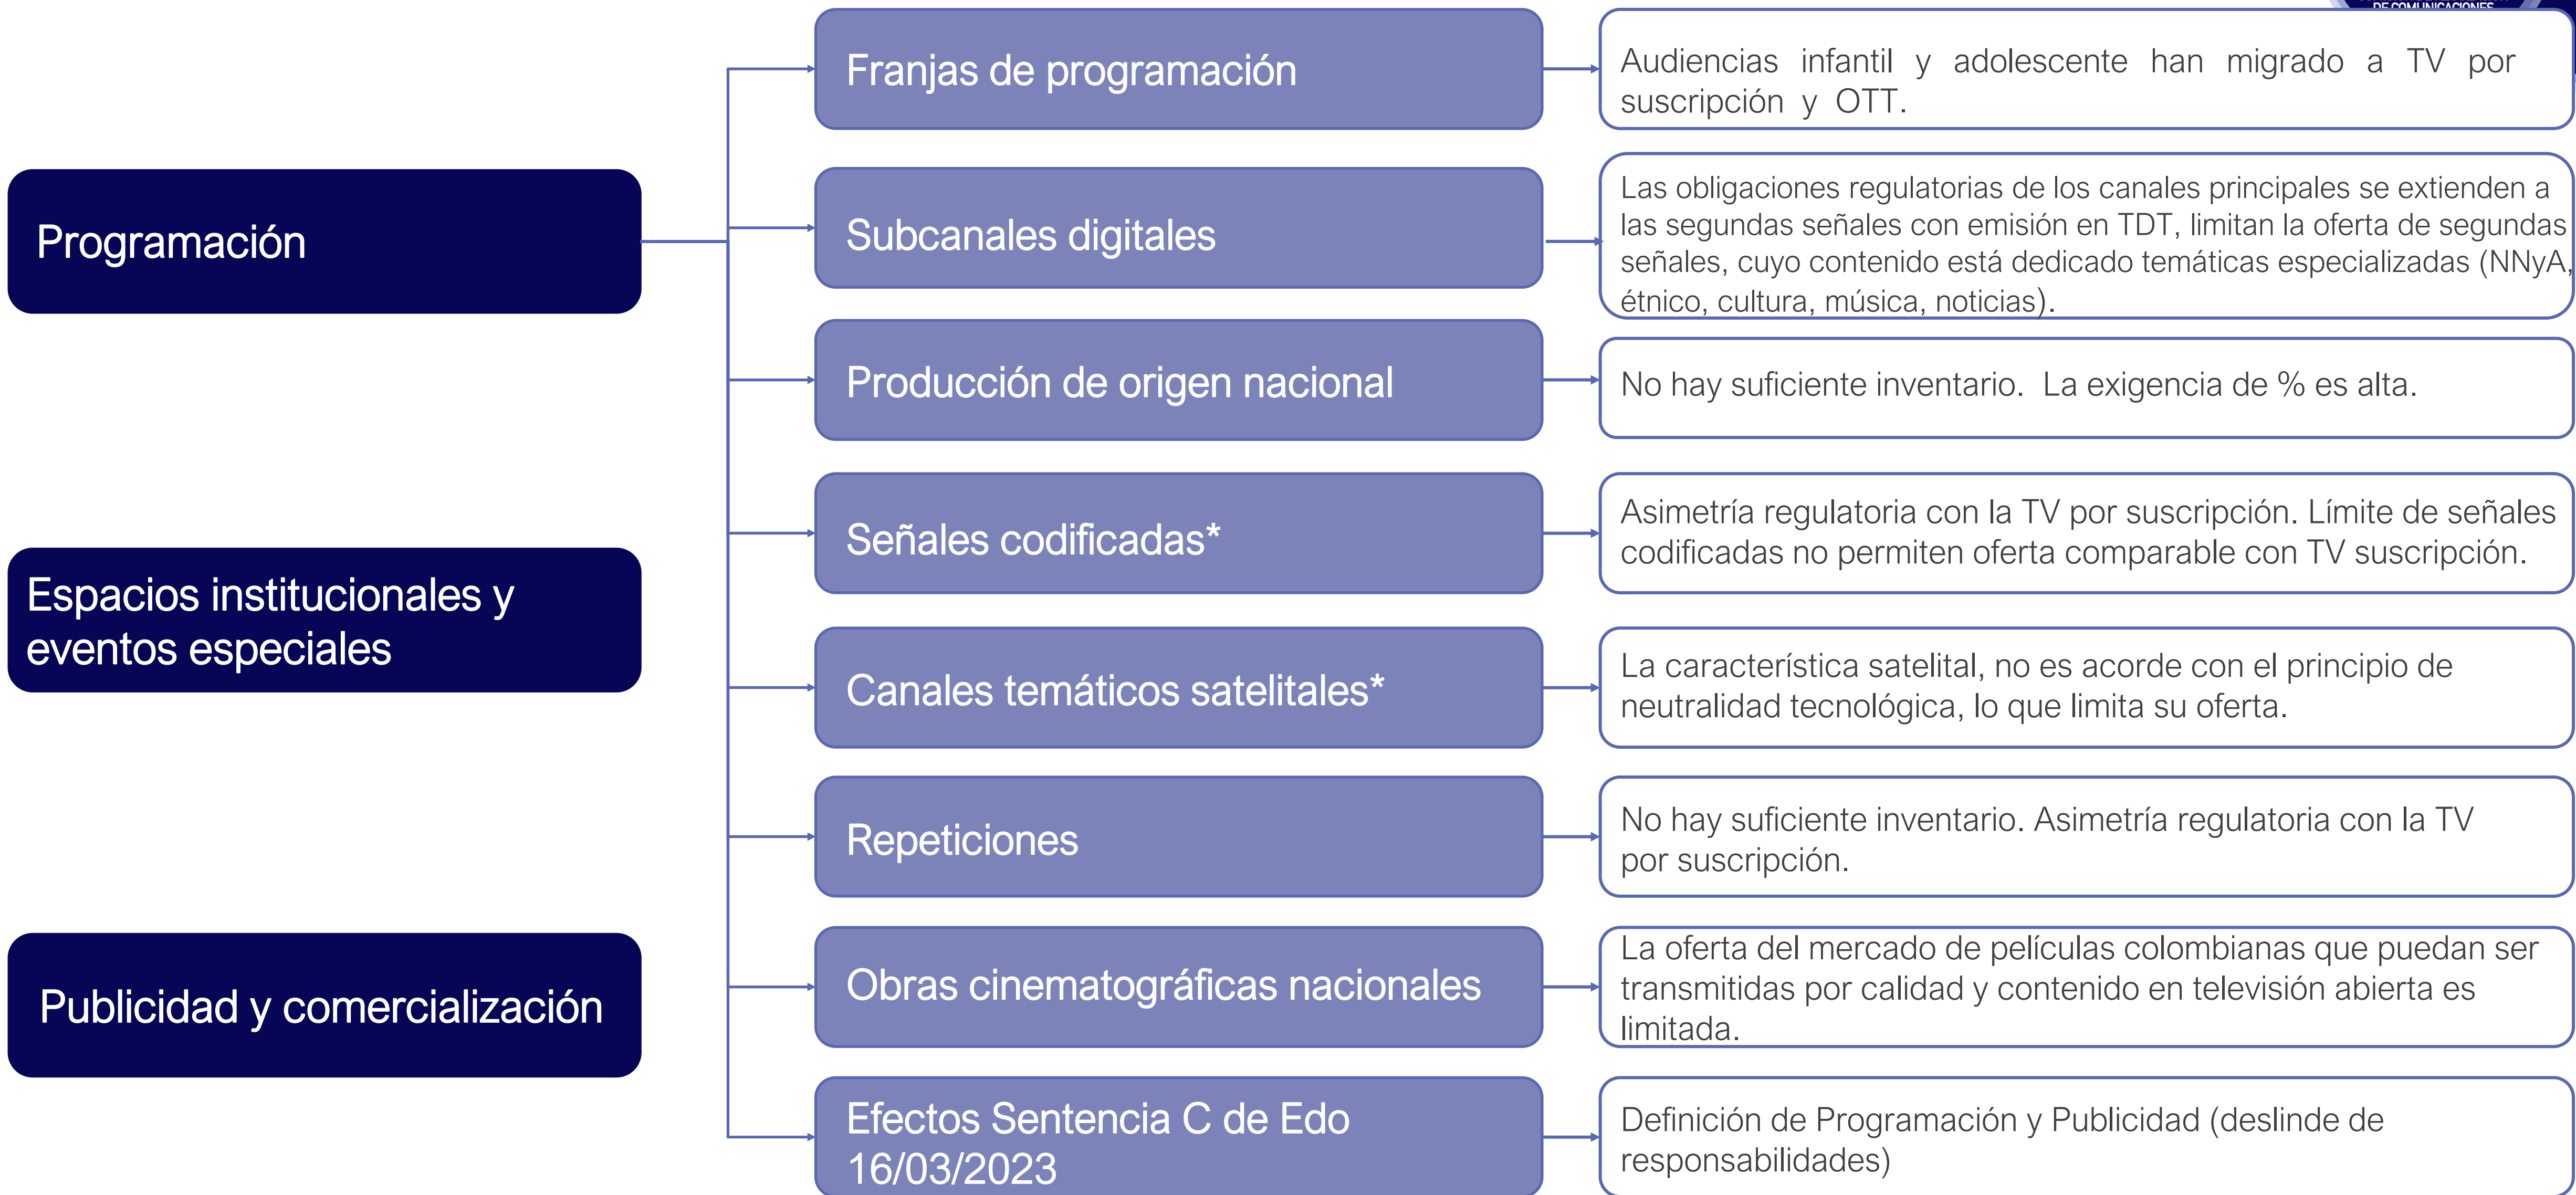 DE COMUNICACIONES
Programación
Espacios institucionales y
eventos especiales
Publicidad y comercialización
Franjas de programación
Audiencias infantil y adolescente han migrado a TV por
suscripción y OTT.
Subcanales digitales
Las obligaciones regulatorias de los canales principales se extienden a
las segundas señales con emisión en TDT, limitan la oferta de segundas
señales, cuyo contenido está dedicado temáticas especializadas (NNyA,
étnico, cultura, música, noticias).
Producción de origen nacional
No hay suficiente inventario. La exigencia de % es alta.
Señales codificadas*
Asimetría regulatoria con la TV por suscripción. Límite de señales
codificadas no permiten oferta comparable con TV suscripción.
Canales temáticos satelitales*
La característica satelital, no es acorde con el principio de
neutralidad tecnológica, lo que limita su oferta.
Repeticiones
No hay suficiente inventario. Asimetría regulatoria con la TV
por suscripción.
Obras cinematográficas nacionales
La oferta del mercado de películas colombianas que puedan ser
transmitidas por calidad y contenido en televisión abierta es
limitada.
Efectos Sentencia C de Edo
16/03/2023
Definición de Programación y Publicidad (deslinde de
responsabilidades)